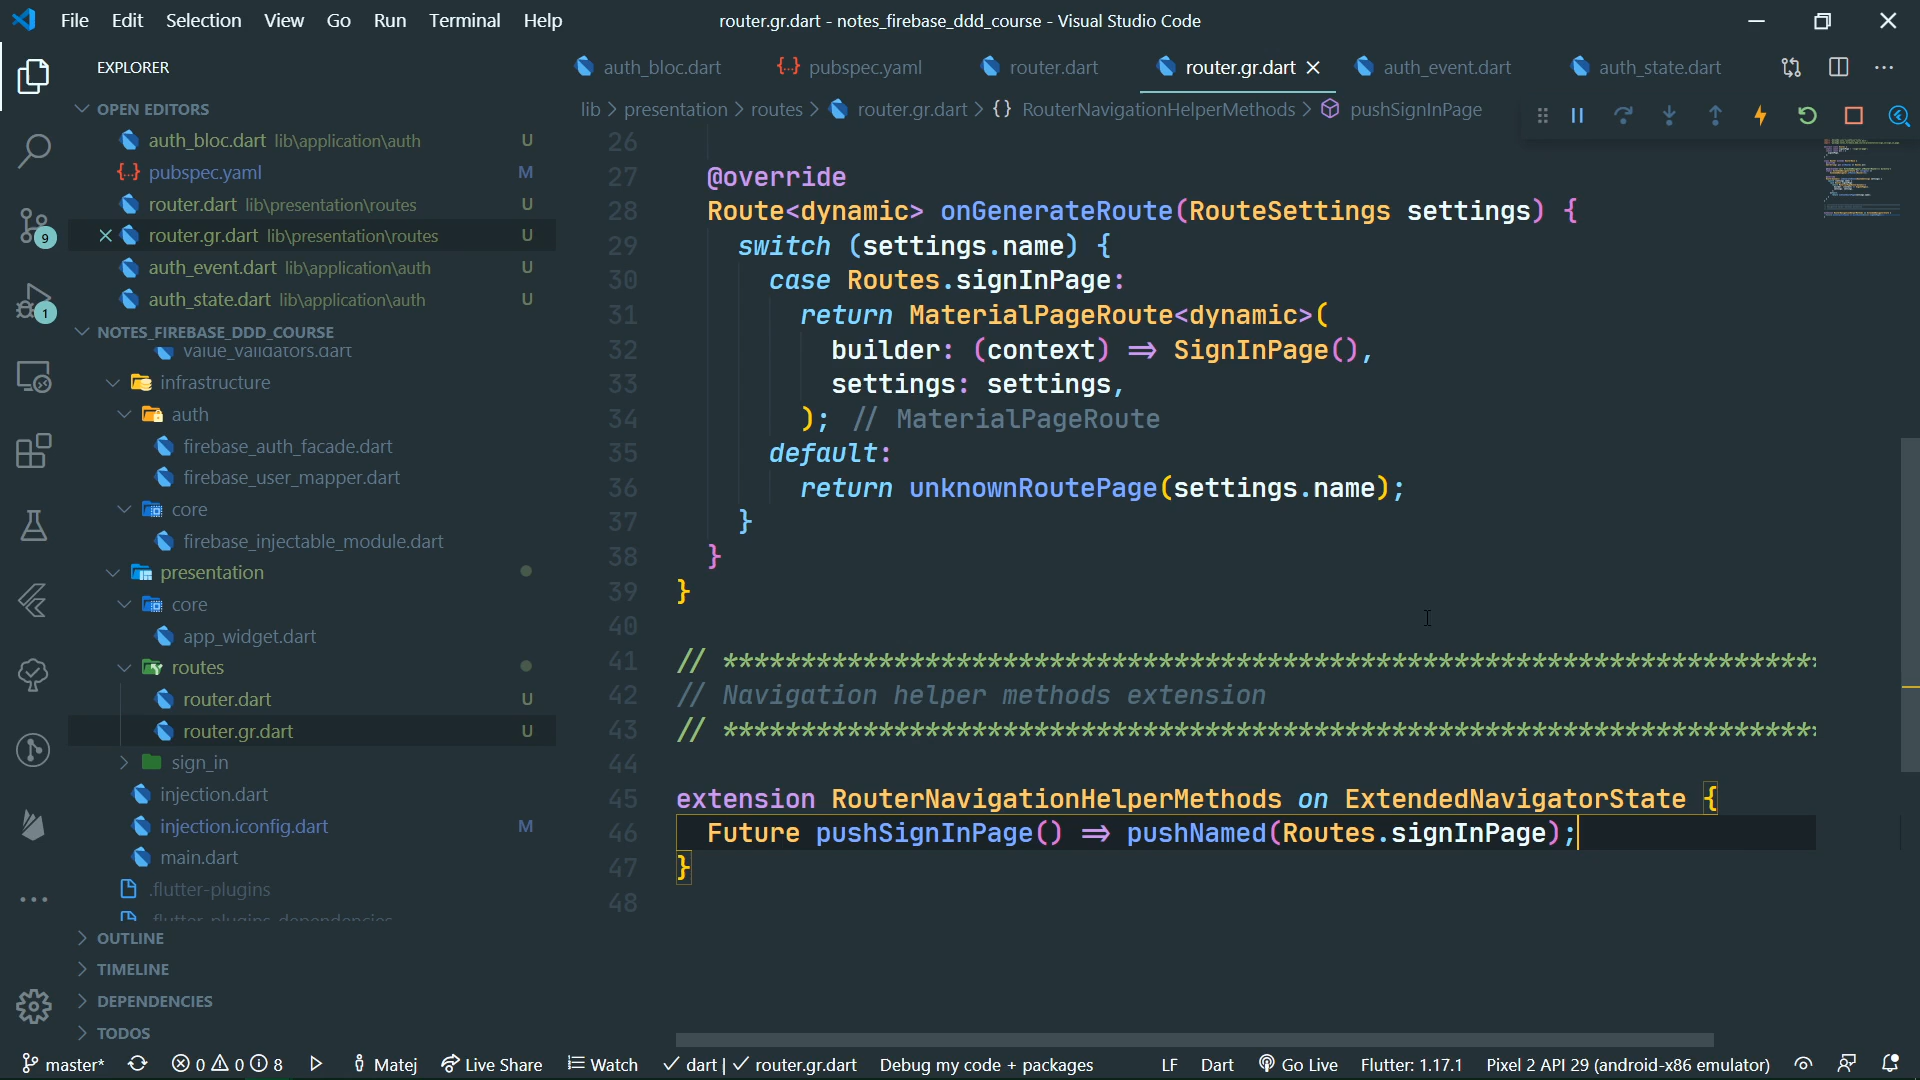 File Edit Selection View Go Run Terminal Help
router.gr.dart - notes_firebase_ddd_course - Visual Studio Code
EXPLORER
OPEN EDITORS
auth_bloc.dart lib\application\auth U
pubspec.yaml M
router.dart lib\presentation\routes U
router.gr.dart lib\presentation\routes U
auth_event.dart lib\application\auth U
auth_state.dart lib\application\auth U
NOTES_FIREBASE_DDD_COURSE
value_validators.dart
infrastructure
auth
firebase_auth_facade.dart
firebase_user_mapper.dart
core
firebase_injectable_module.dart
presentation
core
app_widget.dart
routes
router.dart U
router.gr.dart U
sign_in
injection.dart
injection.iconfig.dart M
main.dart
.flutter-plugins
.flutter-plugins-dependencies
OUTLINE
TIMELINE
DEPENDENCIES
TODOS
9
1
auth_bloc.dart pubspec.yaml router.dart router.gr.dart auth_event.dart auth_state.dart
lib > presentation > routes > router.gr.dart > {} RouterNavigationHelperMethods > pushSignInPage
26
27 @override
28 Route<dynamic> onGenerateRoute(RouteSettings settings) {
29 switch (settings.name) {
30 case Routes.signInPage:
31 return MaterialPageRoute<dynamic>(
32 builder: (context) => SignInPage(),
33 settings: settings,
34 ); // MaterialPageRoute
35 default:
36 return unknownRoutePage(settings.name);
37 }
38 }
39 }
40
41 // **********************************************************************
42 // Navigation helper methods extension
43 // **********************************************************************
44
45 extension RouterNavigationHelperMethods on ExtendedNavigatorState {
46 Future pushSignInPage() => pushNamed(Routes.signInPage);
47 }
48
master* 0 0 8 Matej Live Share Watch dart | router.gr.dart Debug my code + packages LF Dart Go Live Flutter: 1.17.1 Pixel 2 API 29 (android-x86 emulator)